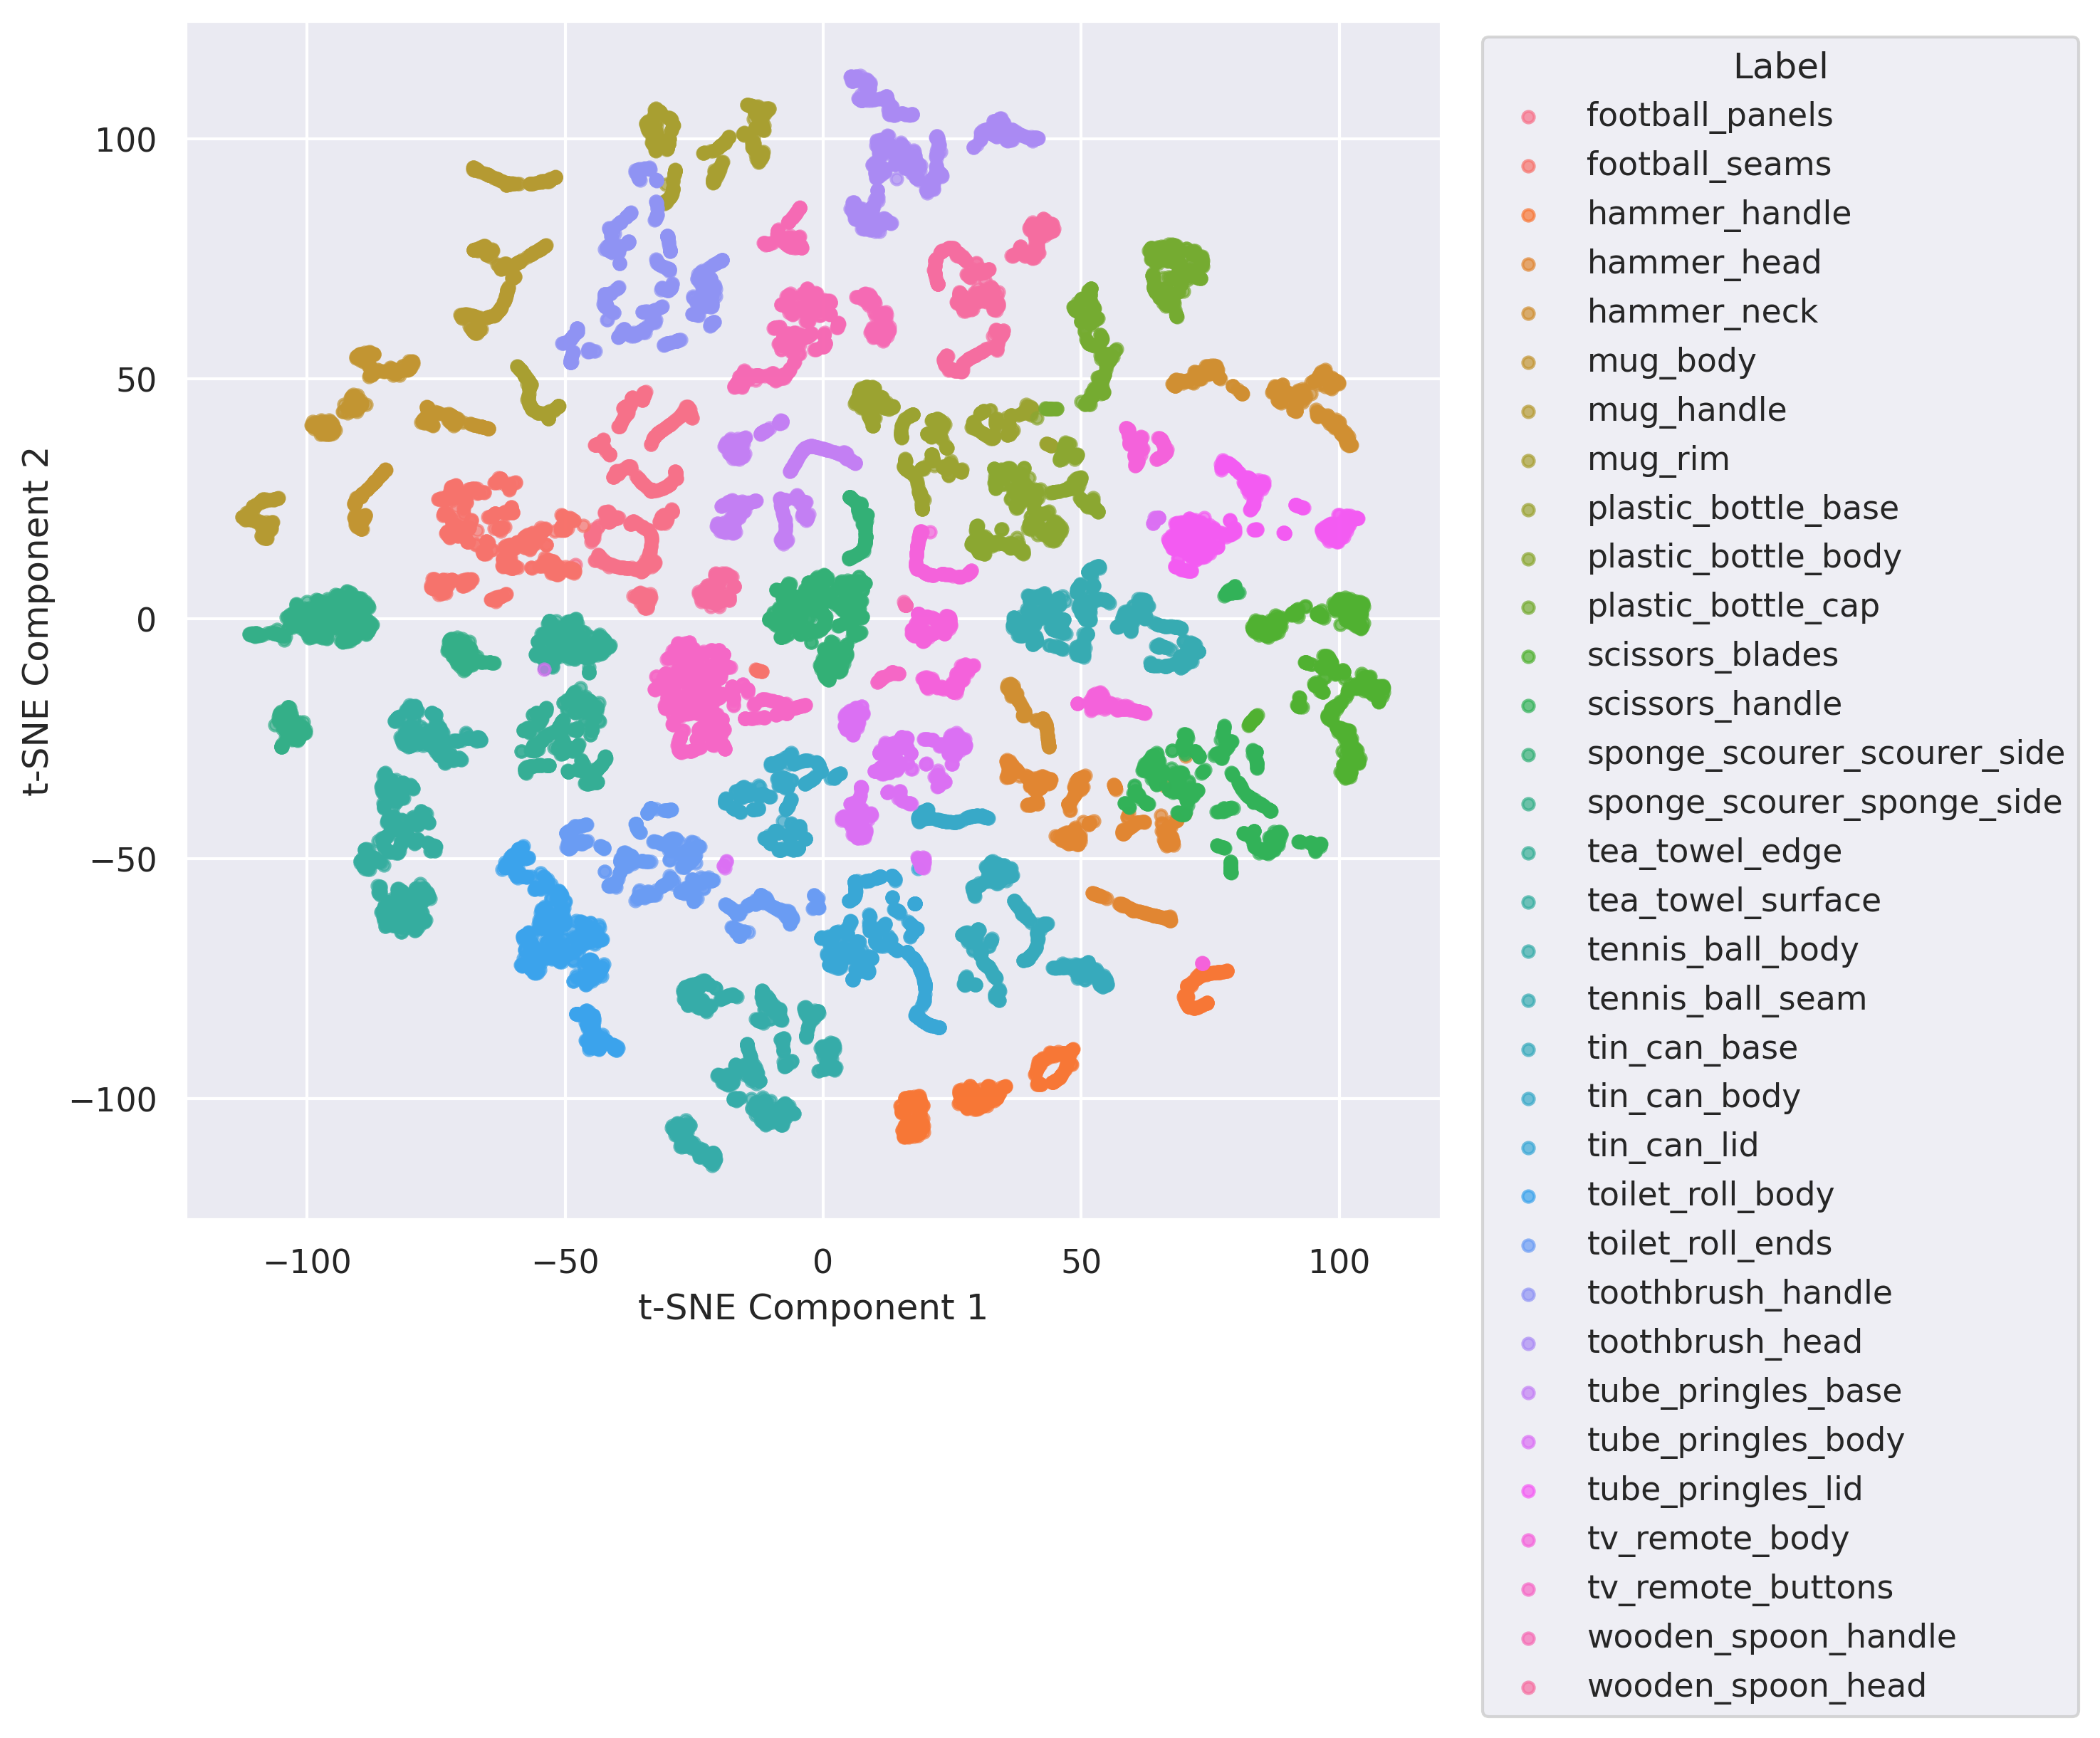 100
50
0
−50
−100
t-SNE Component 2
−100
−50
0
50
100
t-SNE Component 1
Label
football_panels
football_seams
hammer_handle
hammer_head
hammer_neck
mug_body
mug_handle
mug_rim
plastic_bottle_base
plastic_bottle_body
plastic_bottle_cap
scissors_blades
scissors_handle
sponge_scourer_scourer_side
sponge_scourer_sponge_side
tea_towel_edge
tea_towel_surface
tennis_ball_body
tennis_ball_seam
tin_can_base
tin_can_body
tin_can_lid
toilet_roll_body
toilet_roll_ends
toothbrush_handle
toothbrush_head
tube_pringles_base
tube_pringles_body
tube_pringles_lid
tv_remote_body
tv_remote_buttons
wooden_spoon_handle
wooden_spoon_head